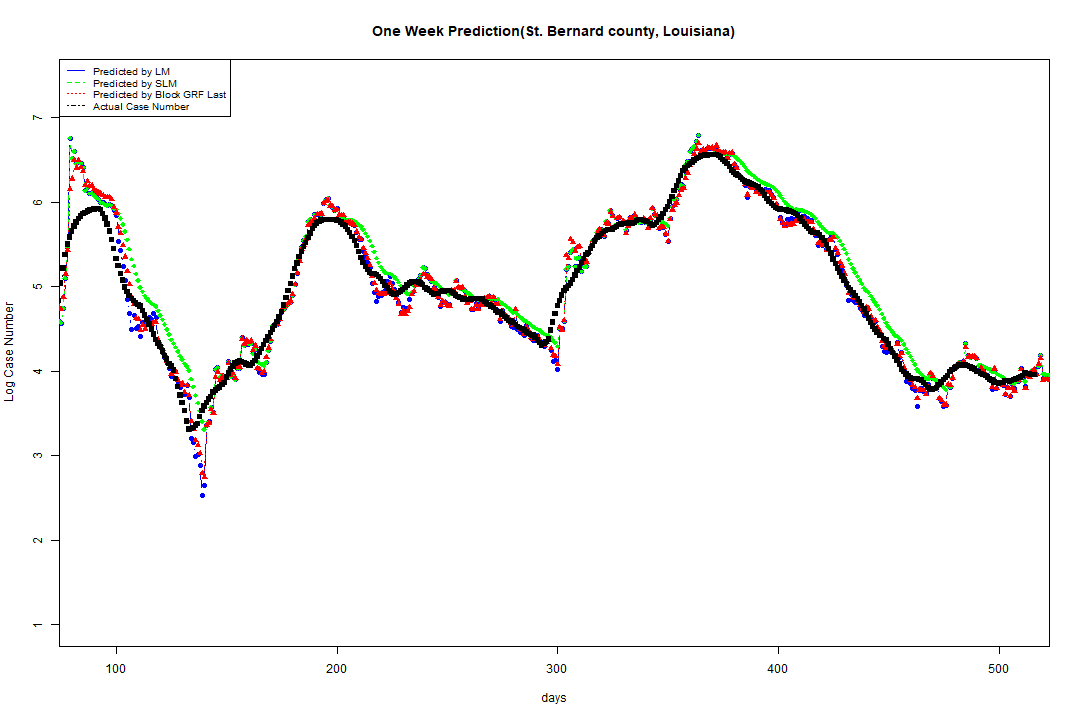 One Week Prediction(St. Bernard county, Louisiana)
Predicted by LM
Predicted by SLM
Predicted by Block GRF Last
Actual Case Number
7
6
5
4
3
2
1
Log Case Number
100 200 300 400 500
days